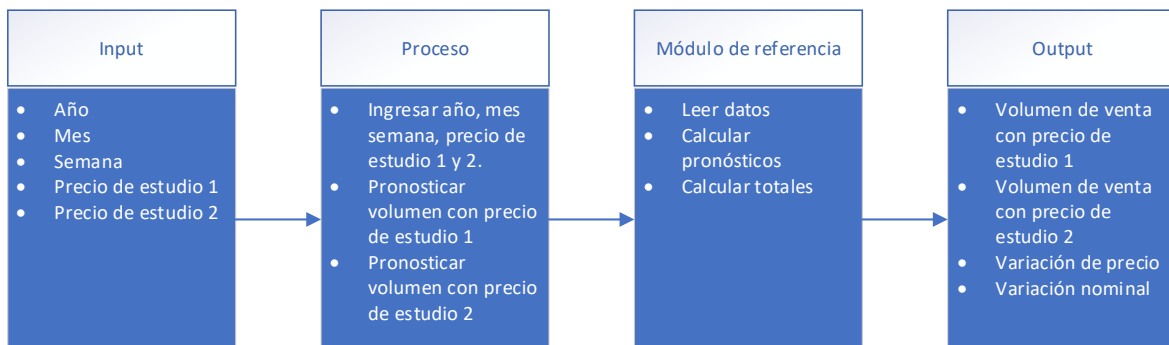 Input
• Año
• Mes
• Semana
• Precio de estudio 1
• Precio de estudio 2
Proceso
• Ingresar año, mes
semana, precio de
estudio 1 y 2.
• Pronosticar
volumen con precio
de estudio 1
• Pronosticar
volumen con precio
de estudio 2
Módulo de referencia
• Leer datos
• Calcular
pronósticos
• Calcular totales
Output
• Volumen de venta
con precio de
estudio 1
• Volumen de venta
con precio de
estudio 2
• Variación de precio
• Variación nominal